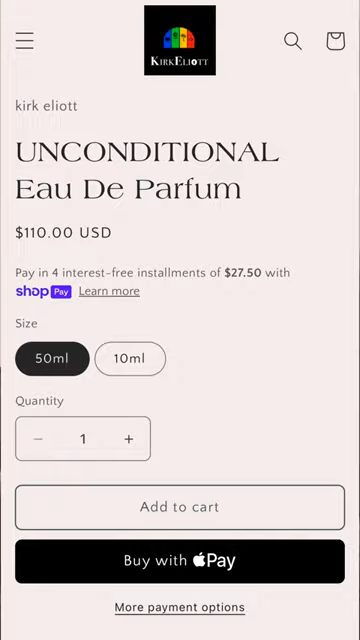 KIRKELIOTT
kirk eliott
UNCONDITIONAL
Eau De Parfum
$110.00 USD
Pay in 4 interest-free installments of $27.50 with
shop Pay Learn more
Size
50ml 10ml
Quantity
− 1 +
Add to cart
Buy with Pay
More payment options